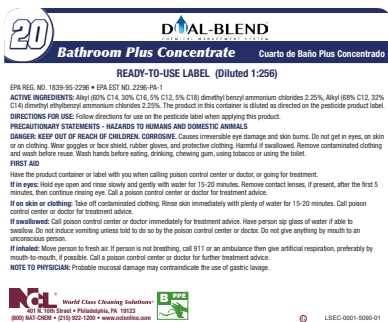 DUAL-BLEND
CHEMICAL MANAGEMENT SYSTEM
20
Bathroom Plus Concentrate
Cuarto de Baño Plus Concentrado
READY-TO-USE LABEL (Diluted 1:256)
EPA REG. NO. 1839-95-2296 • EPA EST NO. 2296-PA-1
ACTIVE INGREDIENTS: Alkyl (60% C14, 30% C16, 5% C12, 5% C18) dimethyl benzyl ammonium chlorides 2.25%, Alkyl (68% C12, 32%
C14) dimethyl ethylbenzyl ammonium chlorides 2.25%. The product in this container is diluted as directed on the pesticide product label.
DIRECTIONS FOR USE: Follow directions for use on the pesticide label when applying this product.
PRECAUTIONARY STATEMENTS - HAZARDS TO HUMANS AND DOMESTIC ANIMALS
DANGER: KEEP OUT OF REACH OF CHILDREN. CORROSIVE. Causes irreversible eye damage and skin burns. Do not get in eyes, on skin
or on clothing. Wear goggles or face shield, rubber gloves, and protective clothing. Harmful if swallowed. Remove contaminated clothing
and wash before reuse. Wash hands before eating, drinking, chewing gum, using tobacco or using the toilet.
FIRST AID
Have the product container or label with you when calling poison control center or doctor, or going for treatment.
If in eyes: Hold eye open and rinse slowly and gently with water for 15-20 minutes. Remove contact lenses, if present, after the first 5
minutes, then continue rinsing eye. Call a poison control center or doctor for treatment advice.
If on skin or clothing: Take off contaminated clothing. Rinse skin immediately with plenty of water for 15-20 minutes. Call poison
control center or doctor for treatment advice.
If swallowed: Call poison control center or doctor immediately for treatment advice. Have person sip glass of water if able to
swallow. Do not induce vomiting unless told to do so by the poison control center or doctor. Do not give anything by mouth to an
unconscious person.
If inhaled: Move person to fresh air. If person is not breathing, call 911 or an ambulance then give artificial respiration, preferably by
mouth-to-mouth, if possible. Call a poison control center or doctor for further treatment advice.
NOTE TO PHYSICIAN: Probable mucosal damage may contraindicate the use of gastric lavage.
NCL® World Class Cleaning Solutions®
401 N. 10th Street • Philadelphia, PA 19123
(800) NAT-CHEM • (215) 922-1200 • www.nclonline.com
B PPE
LSEC-0001-5090-01